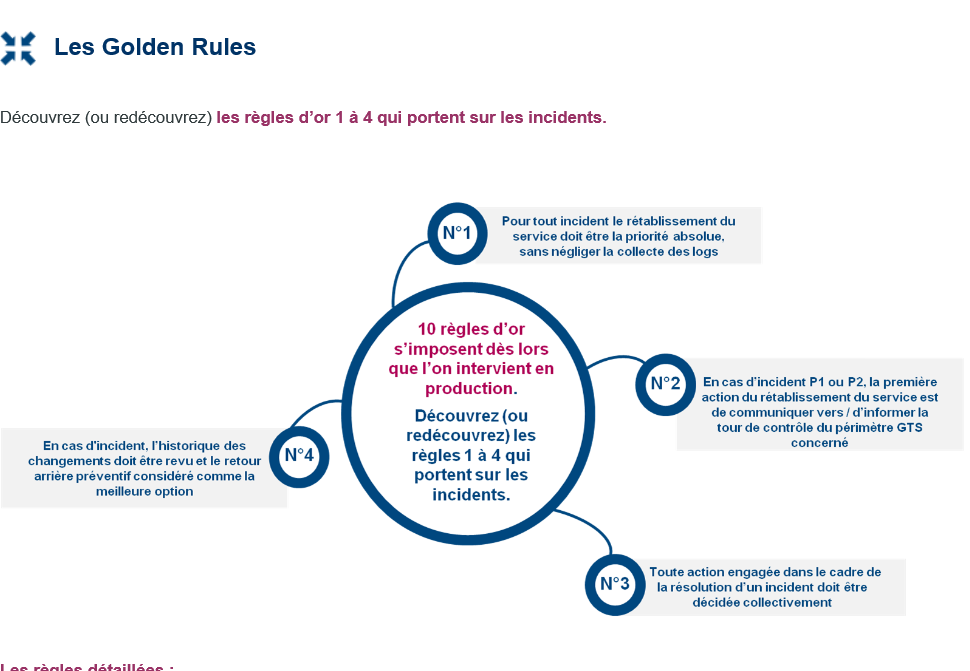 Les Golden Rules
Découvrez (ou redécouvrez) les règles d’or 1 à 4 qui portent sur les incidents.
N°1
Pour tout incident le rétablissement du
service doit être la priorité absolue,
sans négliger la collecte des logs
10 règles d’or
s’imposent dès lors
que l’on intervient en
production.
Découvrez (ou
redécouvrez) les
règles 1 à 4 qui
portent sur les
incidents.
N°2
En cas d’incident P1 ou P2, la première
action du rétablissement du service est
de communiquer vers / d’informer la
tour de contrôle du périmètre GTS
concerné
N°4
En cas d'incident, l’historique des
changements doit être revu et le retour
arrière préventif considéré comme la
meilleure option
N°3
Toute action engagée dans le cadre de
la résolution d’un incident doit être
décidée collectivement
Les règles détaillées :